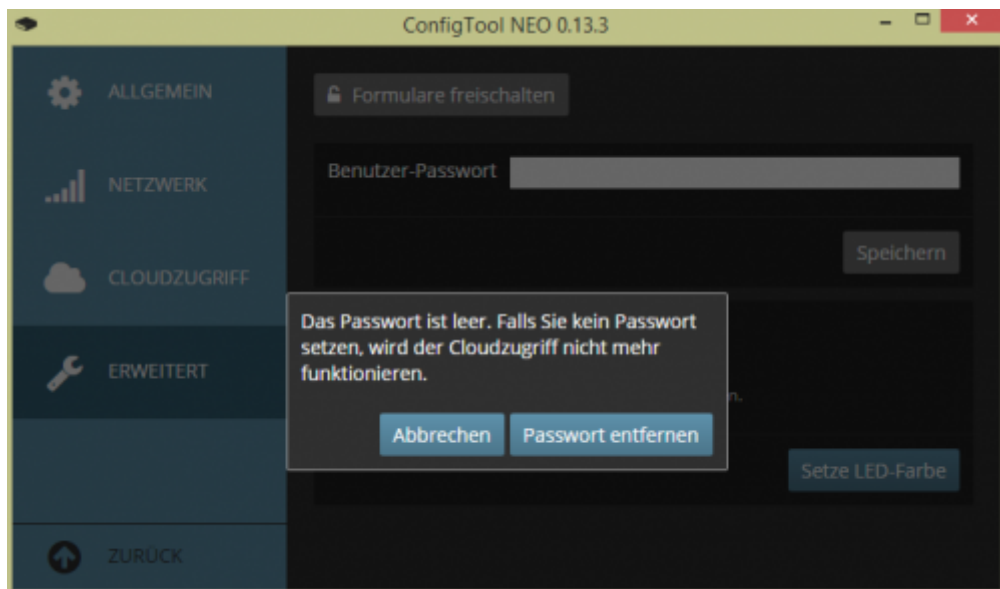 ConfigTool NEO 0.13.3
ALLGEMEIN
NETZWERK
CLOUDZUGRIFF
ERWEITERT
ZURÜCK
Formulare freischalten
Benutzer-Passwort
Speichern
Das Passwort ist leer. Falls Sie kein Passwort
setzen, wird der Cloudzugriff nicht mehr
funktionieren.
Abbrechen
Passwort entfernen
n.
Setze LED-Farbe